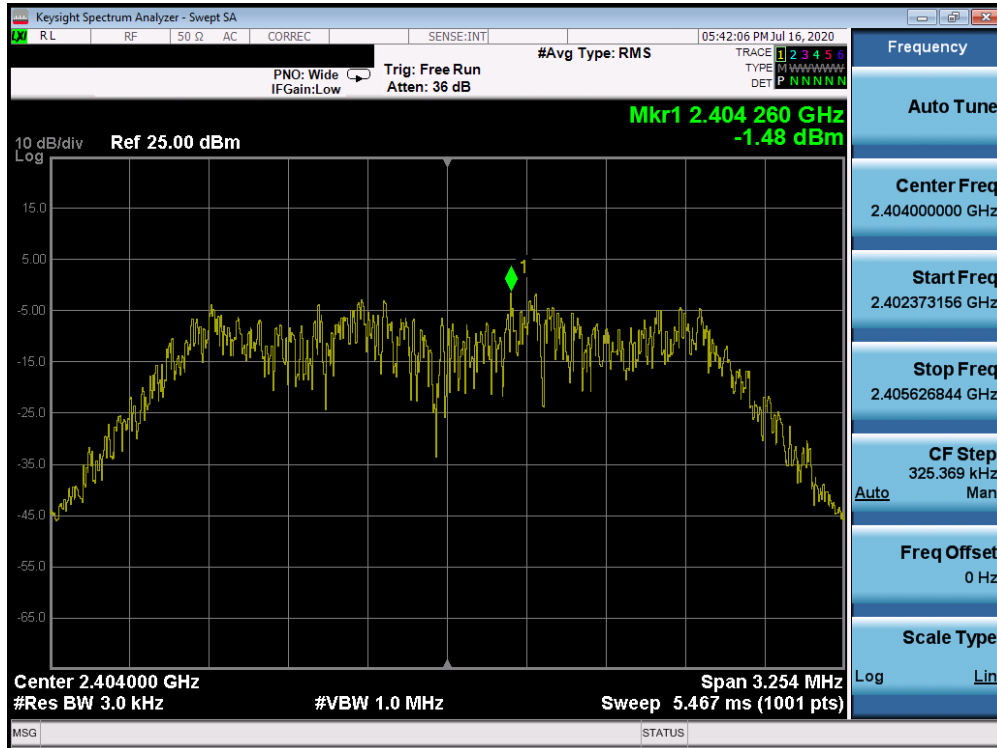 Keysight Spectrum Analyzer - Swept SA
LXI RL RF 50 Ω AC CORREC SENSE:INT 05:42:06 PM Jul 16, 2020
#Avg Type: RMS
TRACE 1 2 3 4 5 6
TYPE M W W W W W
DET P N N N N N
PNO: Wide
IFGain:Low
Trig: Free Run
Atten: 36 dB
Mkr1 2.404 260 GHz
-1.48 dBm
10 dB/div
Log
Ref 25.00 dBm
15.0
5.00
-5.00
-15.0
-25.0
-35.0
-45.0
-55.0
-65.0
1
Center 2.404000 GHz
Span 3.254 MHz
#Res BW 3.0 kHz
#VBW 1.0 MHz
Sweep 5.467 ms (1001 pts)
MSG
STATUS
Frequency
Auto Tune
Center Freq
2.404000000 GHz
Start Freq
2.402373156 GHz
Stop Freq
2.405626844 GHz
CF Step
325.369 kHz
Auto Man
Freq Offset
0 Hz
Scale Type
Log Lin